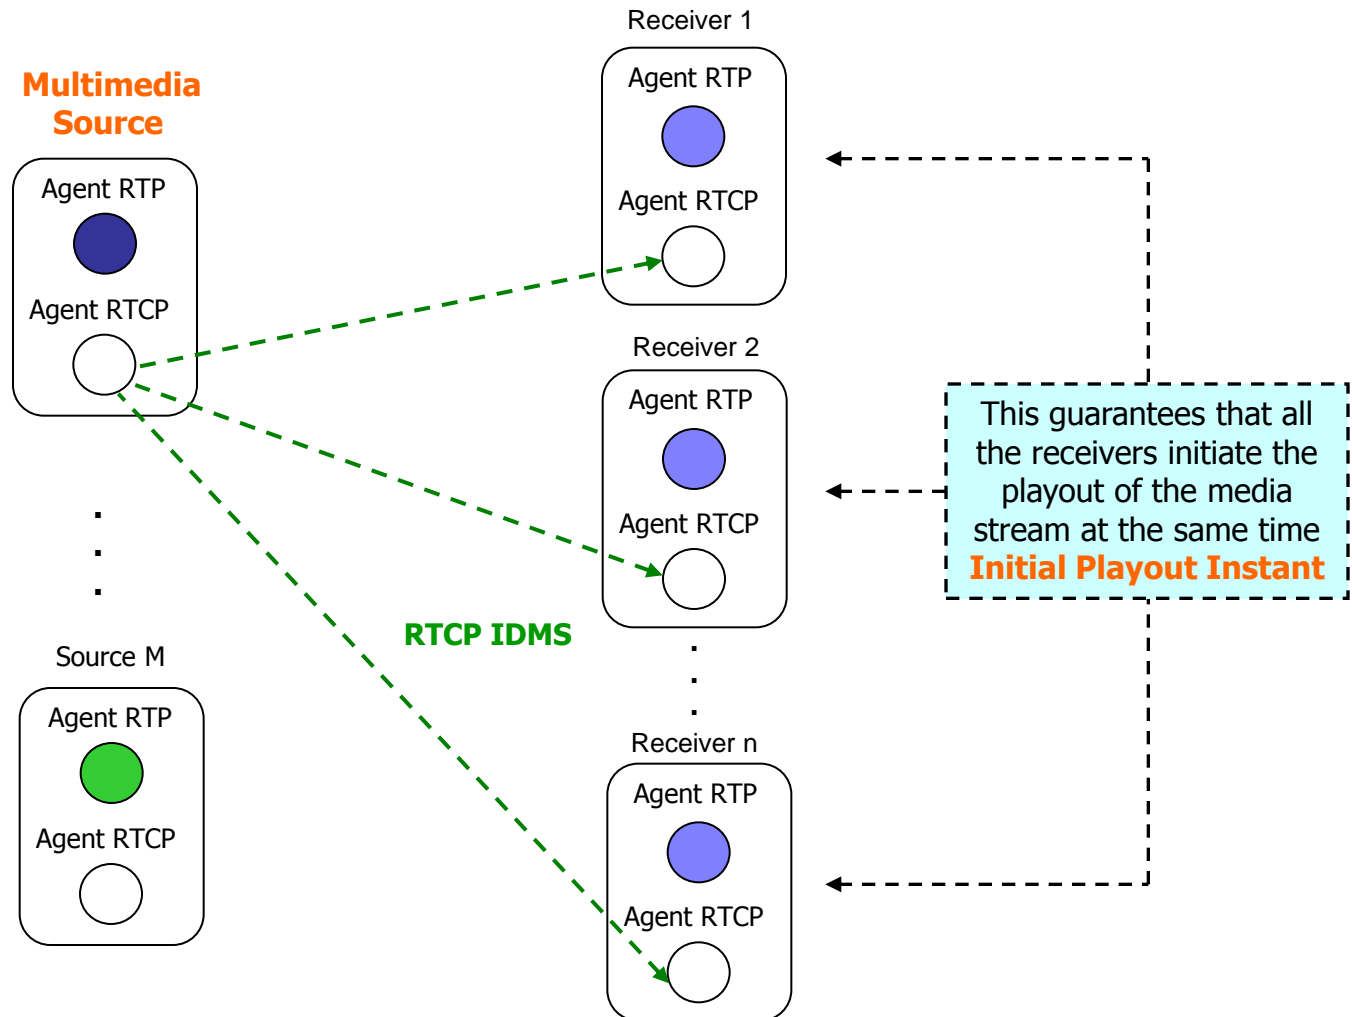 Multimedia
Source
Agent RTP
Agent RTCP
Source M
Agent RTP
Agent RTCP
RTCP IDMS
Receiver 1
Agent RTP
Agent RTCP
Receiver 2
Agent RTP
Agent RTCP
Receiver n
Agent RTP
Agent RTCP
This guarantees that all
the receivers initiate the
playout of the media
stream at the same time
Initial Playout Instant